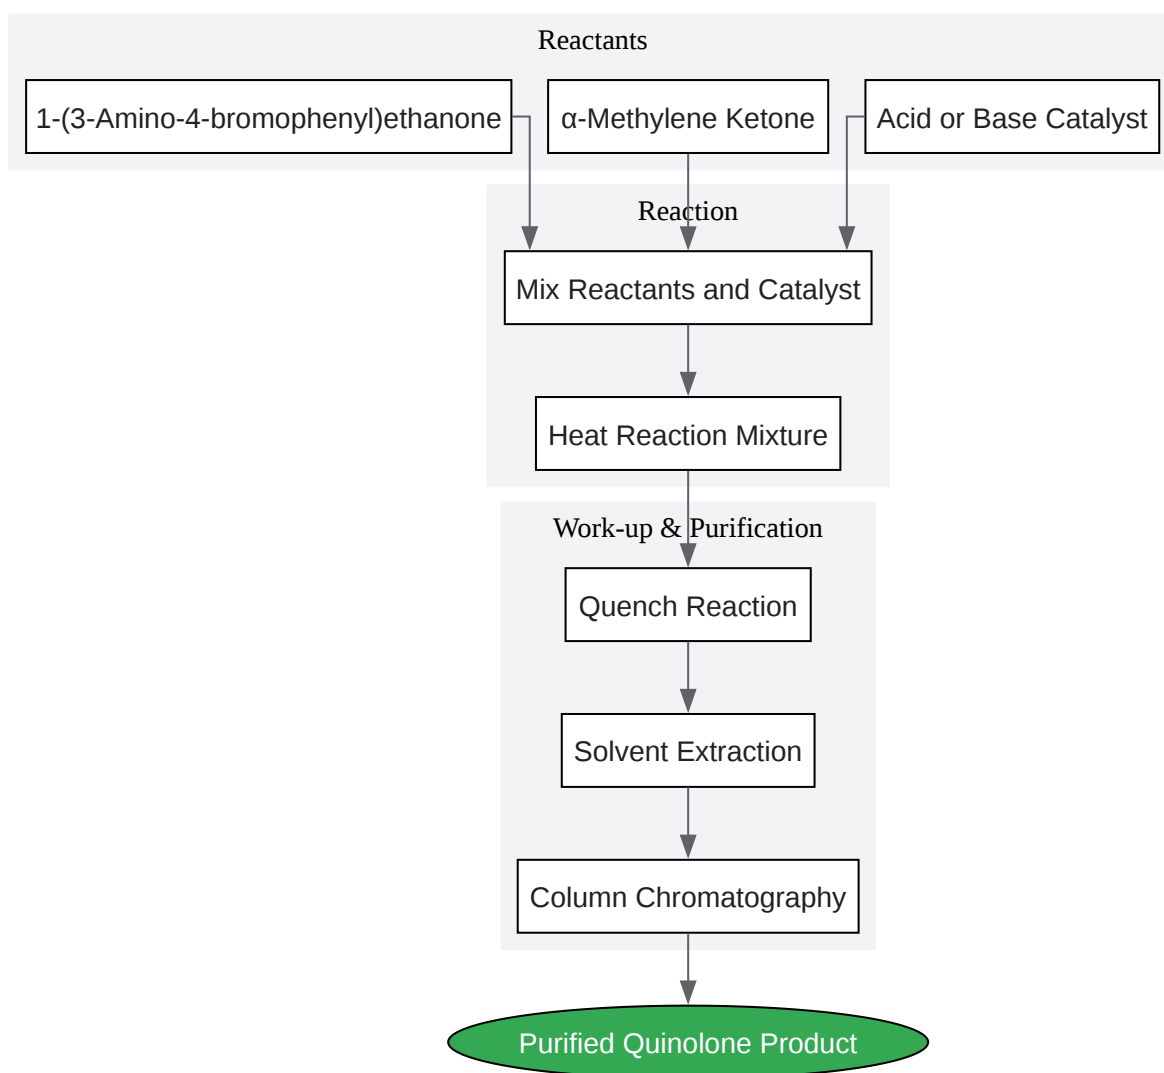 Reactants
1-(3-Amino-4-bromophenyl)ethanone
α-Methylene Ketone
Acid or Base Catalyst
Reaction
Mix Reactants and Catalyst
Heat Reaction Mixture
Work-up & Purification
Quench Reaction
Solvent Extraction
Column Chromatography
Purified Quinolone Product